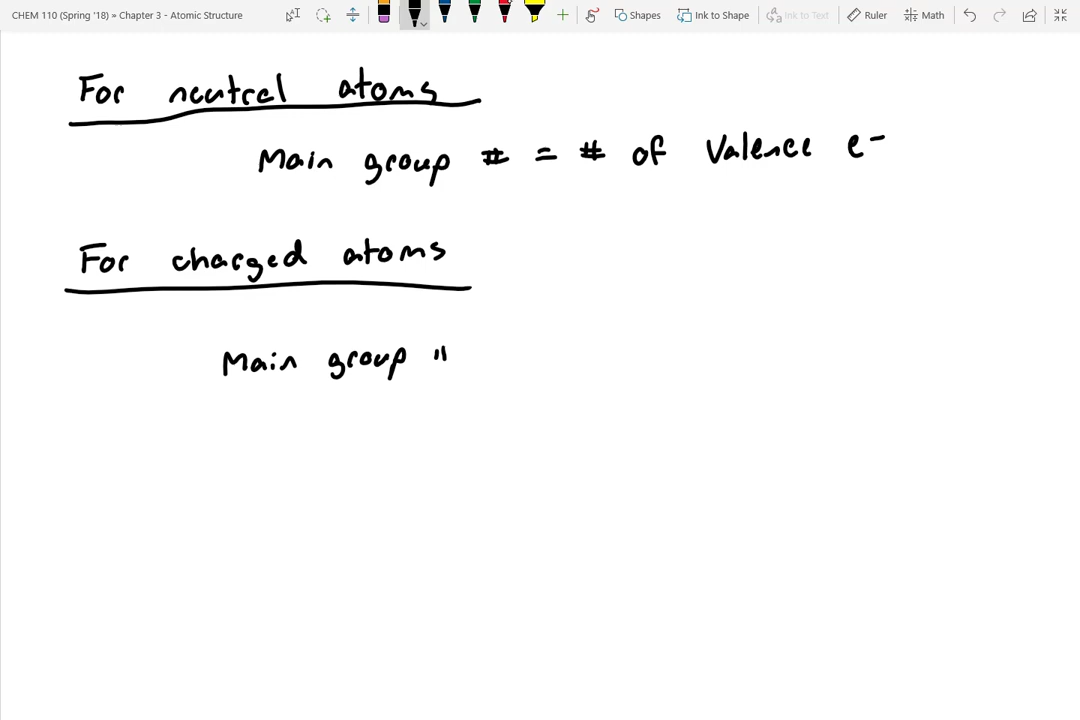 CHEM 110 (Spring '18) » Chapter 3 - Atomic Structure Shapes Ink to Shape Ink to Text Ruler Math
For neutral atoms
Main group # = # of Valence e-
For charged atoms
Main group "